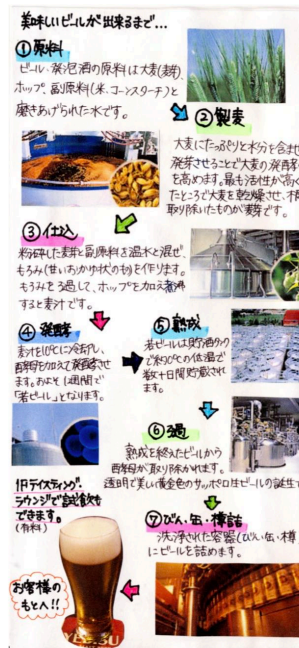 美味しいビールが出来るまで…
①原料
ビール、発泡酒の原料は大麦(麦芽)、
ホップ、副原料(米、コーンスターチ)と
磨きあげられた水です。
②製麦
大麦にたっぷりと水分を含ませ
発芽させることで大麦の発酵
を高めます。最も活性が高く
たところで麦を乾燥させ、根
取り除いたものが麦芽です。
③仕込
粉砕した麦芽と副原料を温水と混ぜ、
もろみ(甘いおかゆ状のもの)を作ります。
もろみを過して、ホップを加え煮沸
すると麦汁です。
④発酵
麦汁を10℃に冷却し、
酵母を加えて発酵させ
ます。およそ1週間で
「若ビール」となります。
⑤熟成
若ビールは貯酒タンク
で約0℃の低温で
数十日間貯蔵され
ます。
⑥過
熟成を終えたビールから
酵母が取り除かれます。
透明で美しい黄金色のサッポロ生ビールの誕生で
1Fテイスティング
ラウンジで試飲も
できます。
(有料)
⑦びん・缶・樽詰
洗浄された容器(びん・缶・樽
にビールを詰めます。
お客様の
もとへ!!